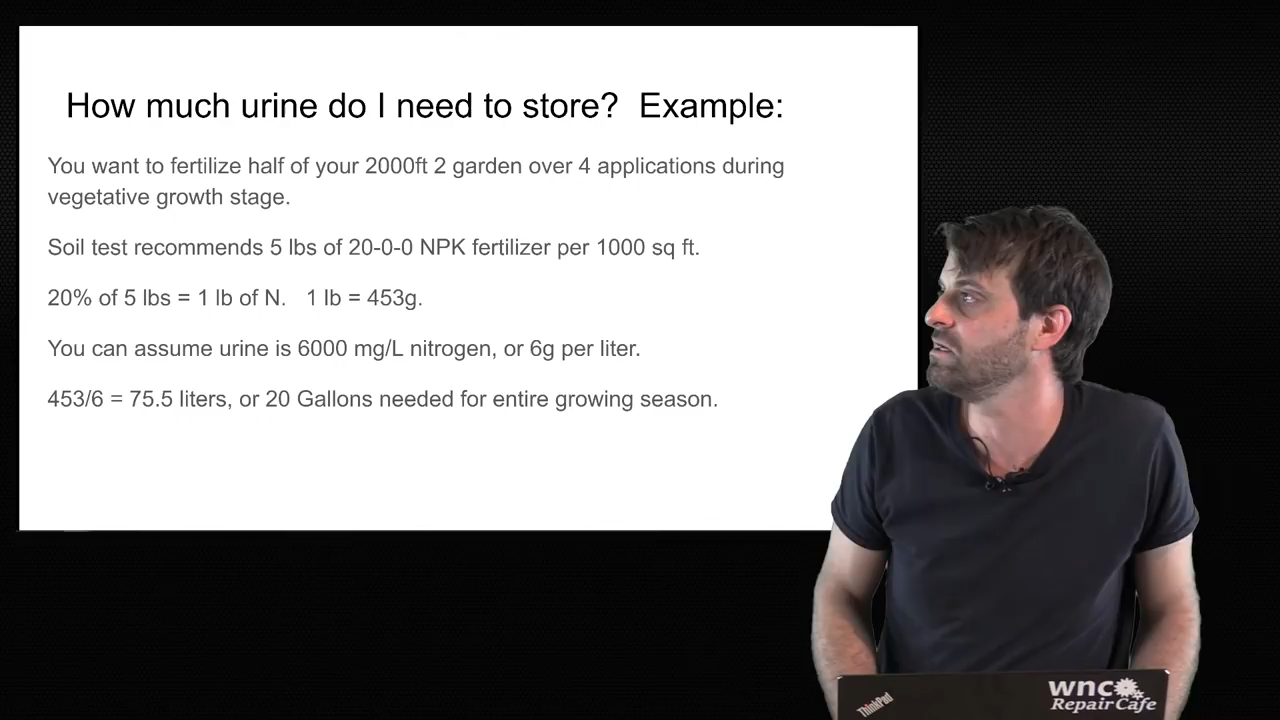 How much urine do I need to store? Example:
You want to fertilize half of your 2000ft 2 garden over 4 applications during
vegetative growth stage.
Soil test recommends 5 lbs of 20-0-0 NPK fertilizer per 1000 sq ft.
20% of 5 lbs = 1 lb of N. 1 lb = 453g.
You can assume urine is 6000 mg/L nitrogen, or 6g per liter.
453/6 = 75.5 liters, or 20 Gallons needed for entire growing season.
ThinkPad
wnc
Repair Cafe